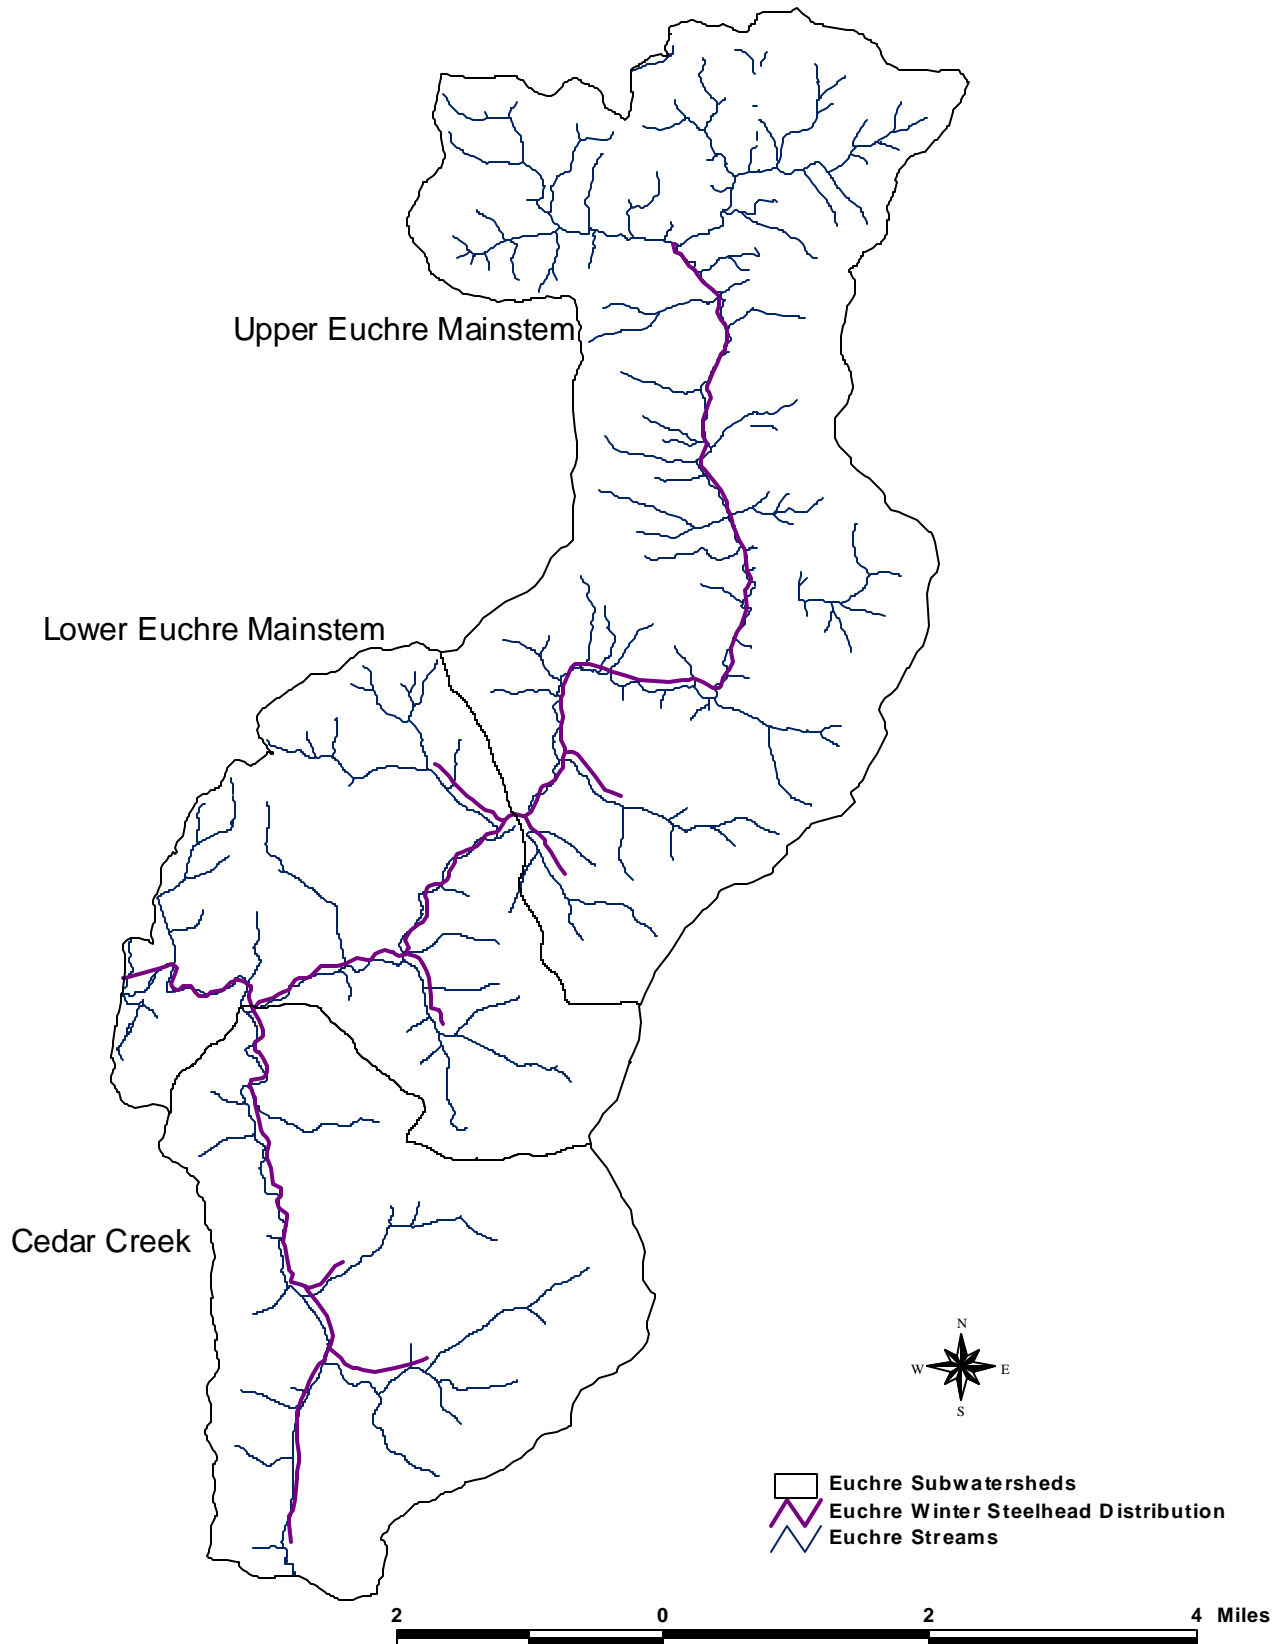 Upper Euchre Mainstem
Lower Euchre Mainstem
Cedar Creek
N
W E
S
Euchre Subwatersheds
Euchre Winter Steelhead Distribution
Euchre Streams
2 0 2 4 Miles